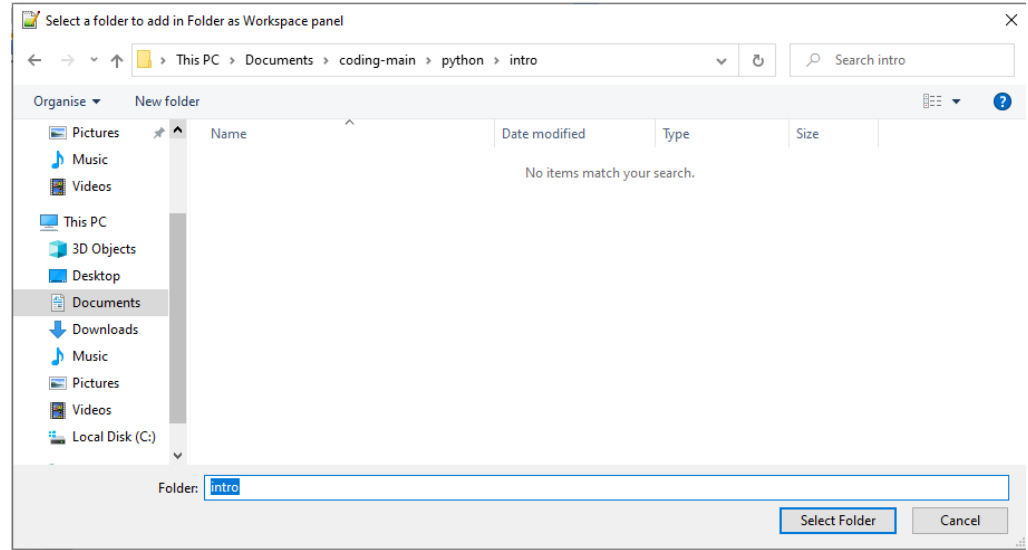 Select a folder to add in Folder as Workspace panel
This PC > Documents > coding-main > python > intro
Search intro
Organise
New folder
Name
Date modified
Type
Size
No items match your search.
Pictures
Music
Videos
This PC
3D Objects
Desktop
Documents
Downloads
Music
Pictures
Videos
Local Disk (C:)
Folder: intro
Select Folder
Cancel